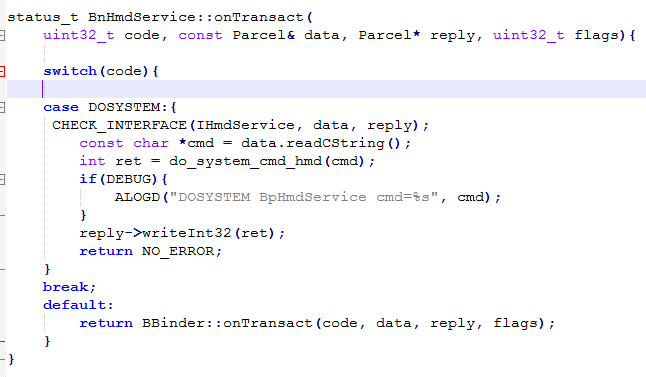 status_t BnHmdService::onTransact(
    uint32_t code, const Parcel& data, Parcel* reply, uint32_t flags){
    switch(code){
    case DOSYSTEM:{
     CHECK_INTERFACE(IHmdService, data, reply);
        const char *cmd = data.readCString();
        int ret = do_system_cmd_hmd(cmd);
        if(DEBUG){
            ALOGD("DOSYSTEM BpHmdService cmd=%s", cmd);
        }
        reply->writeInt32(ret);
        return NO_ERROR;
    }
    break;
    default:
        return BBinder::onTransact(code, data, reply, flags);
    }
}